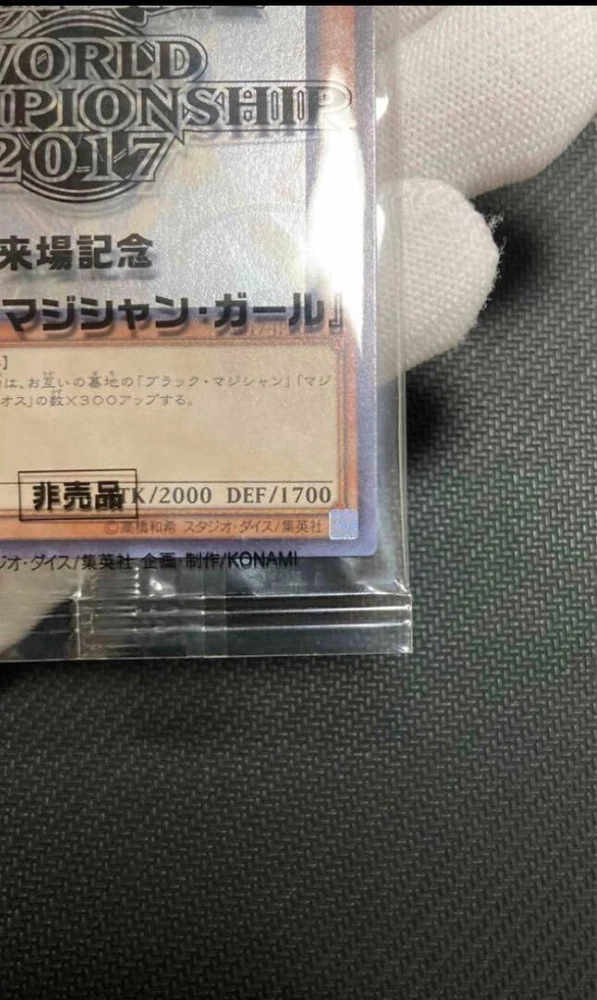 WORLD
MPIONSHIP
2017
来場記念
マジシャン・ガール』
】
は、お互いの墓地の「ブラック・マジシャン」「マジ
オス」の数×300アップする。
非売品
TK/2000 DEF/1700
©高橋和希 スタジオ・ダイス/集英社
ジオ・ダイス/集英社 企画・制作/KONAMI